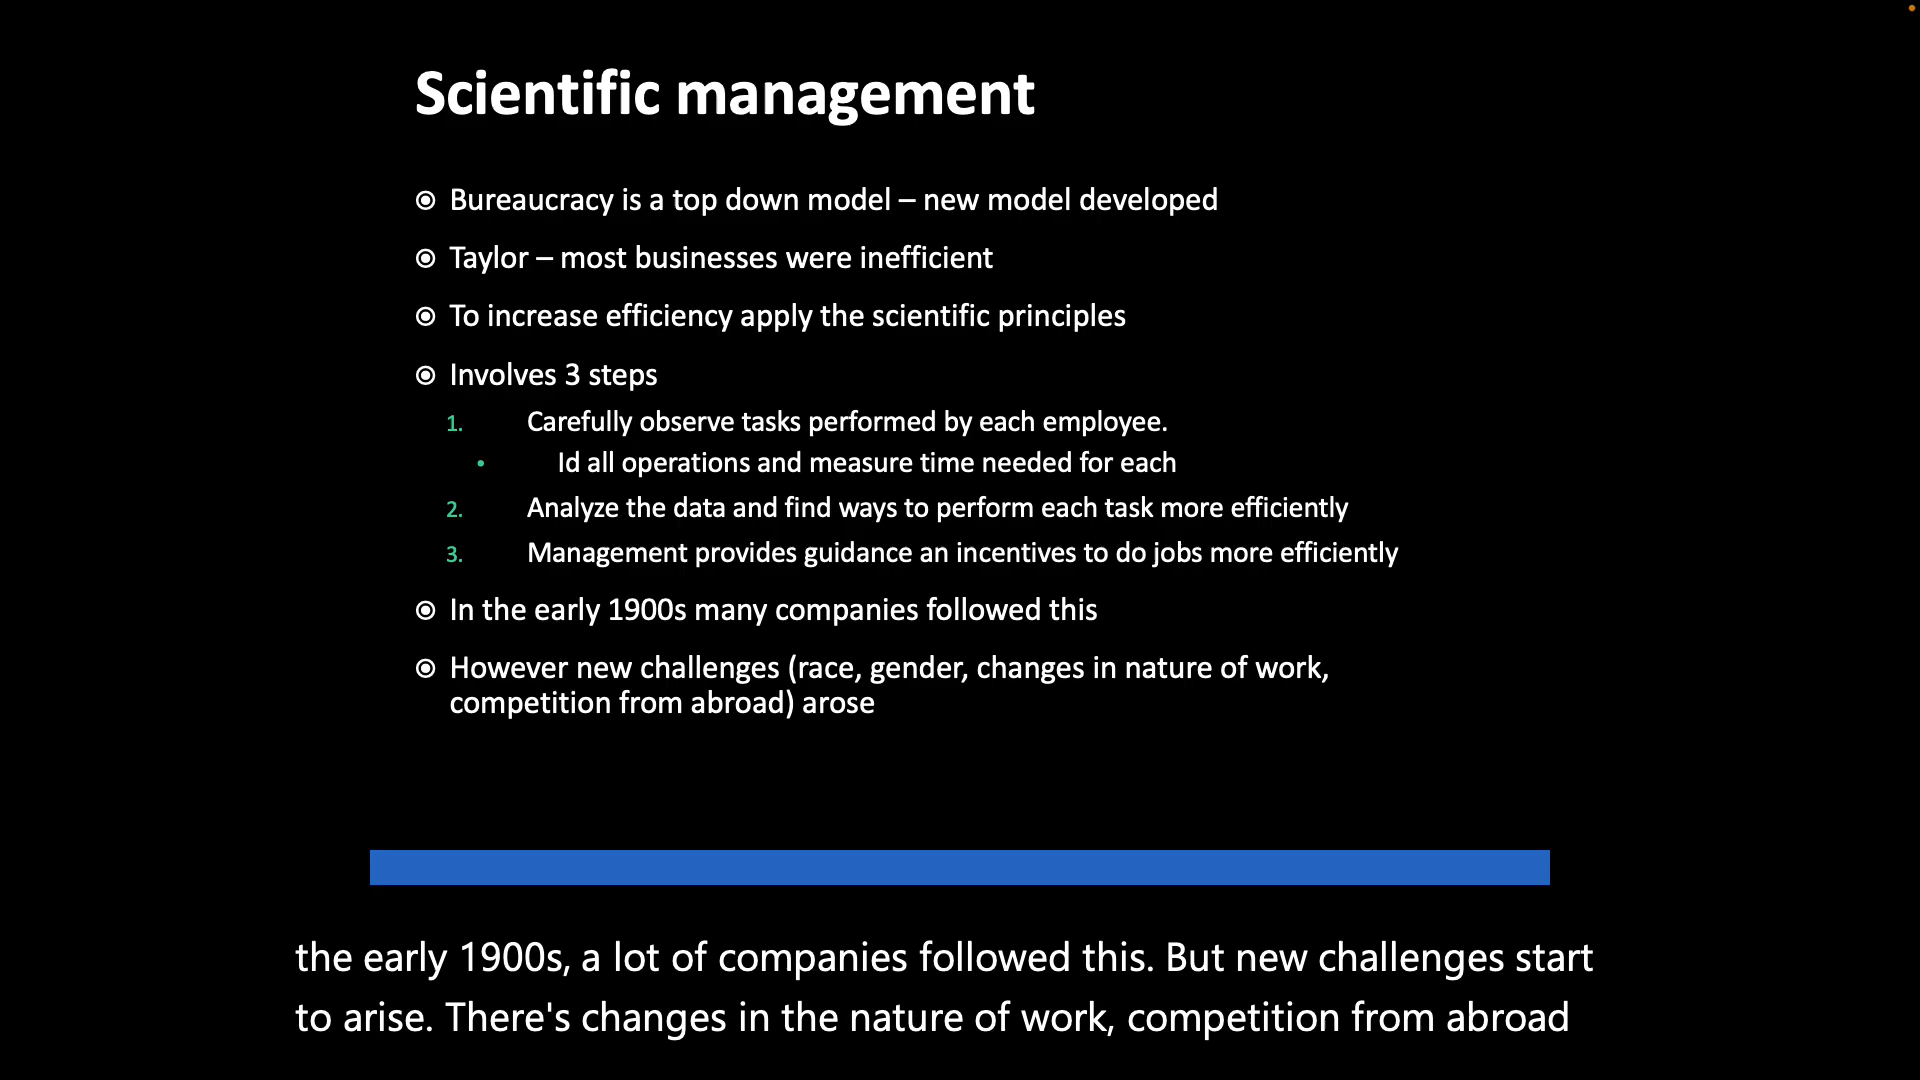 Scientific management
Bureaucracy is a top down model – new model developed
Taylor – most businesses were inefficient
To increase efficiency apply the scientific principles
Involves 3 steps
1. Carefully observe tasks performed by each employee.
• Id all operations and measure time needed for each
2. Analyze the data and find ways to perform each task more efficiently
3. Management provides guidance an incentives to do jobs more efficiently
In the early 1900s many companies followed this
However new challenges (race, gender, changes in nature of work,
competition from abroad) arose
the early 1900s, a lot of companies followed this. But new challenges start
to arise. There's changes in the nature of work, competition from abroad